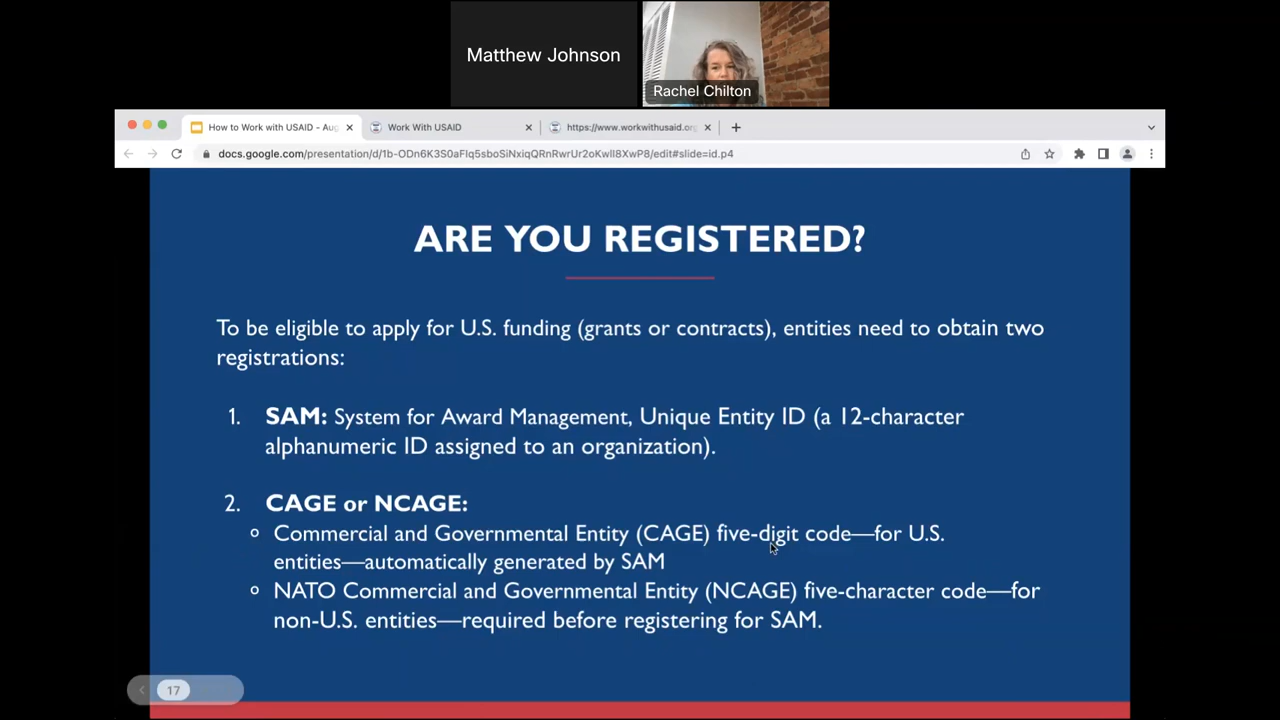 Matthew Johnson
Rachel Chilton
How to Work with USAID - Aug
Work With USAID
https://www.workwithusaid.org
docs.google.com/presentation/d/1b-ODn6K3S0aFIq5sboSiNxiqQRnRwrUr2oKwII8XwP8/edit#slide=id.p4
ARE YOU REGISTERED?
To be eligible to apply for U.S. funding (grants or contracts), entities need to obtain two
registrations:
1. SAM: System for Award Management, Unique Entity ID (a 12-character
alphanumeric ID assigned to an organization).
2. CAGE or NCAGE:
Commercial and Governmental Entity (CAGE) five-digit code—for U.S.
entities—automatically generated by SAM
NATO Commercial and Governmental Entity (NCAGE) five-character code—for
non-U.S. entities—required before registering for SAM.
17